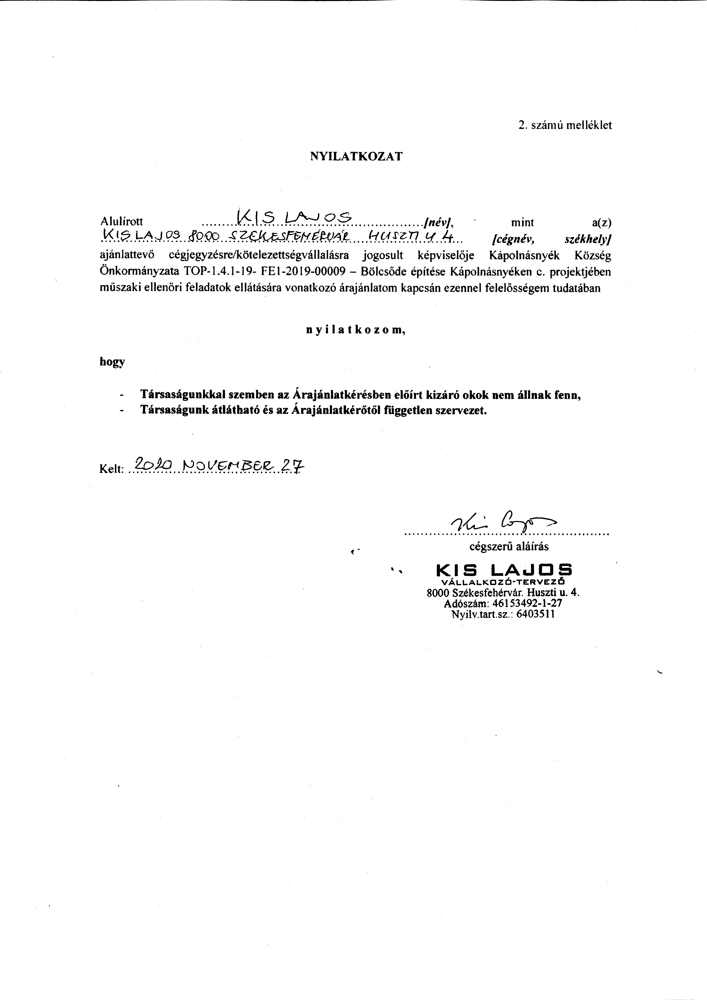 2. számú melléklet
NYILATKOZAT
Alulírott ........KIS LAJOS................[név], mint a(z)
KIS LAJOS 8000 SZÉKESFEHÉRVÁR HUSZTI U. 4... [cégnév, székhely]
ajánlattevő cégjegyzésre/kötelezettségvállalásra jogosult képviselője Kápolnásnyék Község
Önkormányzata TOP-1.4.1-19- FE1-2019-00009 – Bölcsőde építése Kápolnásnyéken c. projektjében
műszaki ellenőri feladatok ellátására vonatkozó árajánlatom kapcsán ezennel felelősségem tudatában
nyilatkozom,
hogy
- Társaságunkkal szemben az Árajánlatkérésben előírt kizáró okok nem állnak fenn,
- Társaságunk átlátható és az Árajánlatkérőtől független szervezet.
Kelt: 2020 NOVEMBER 27
Kis Lajos
cégszerű aláírás
KIS LAJOS
VÁLLALKOZÓ-TERVEZŐ
8000 Székesfehérvár. Huszti u. 4.
Adószám: 46153492-1-27
Nyilv.tart.sz.: 6403511